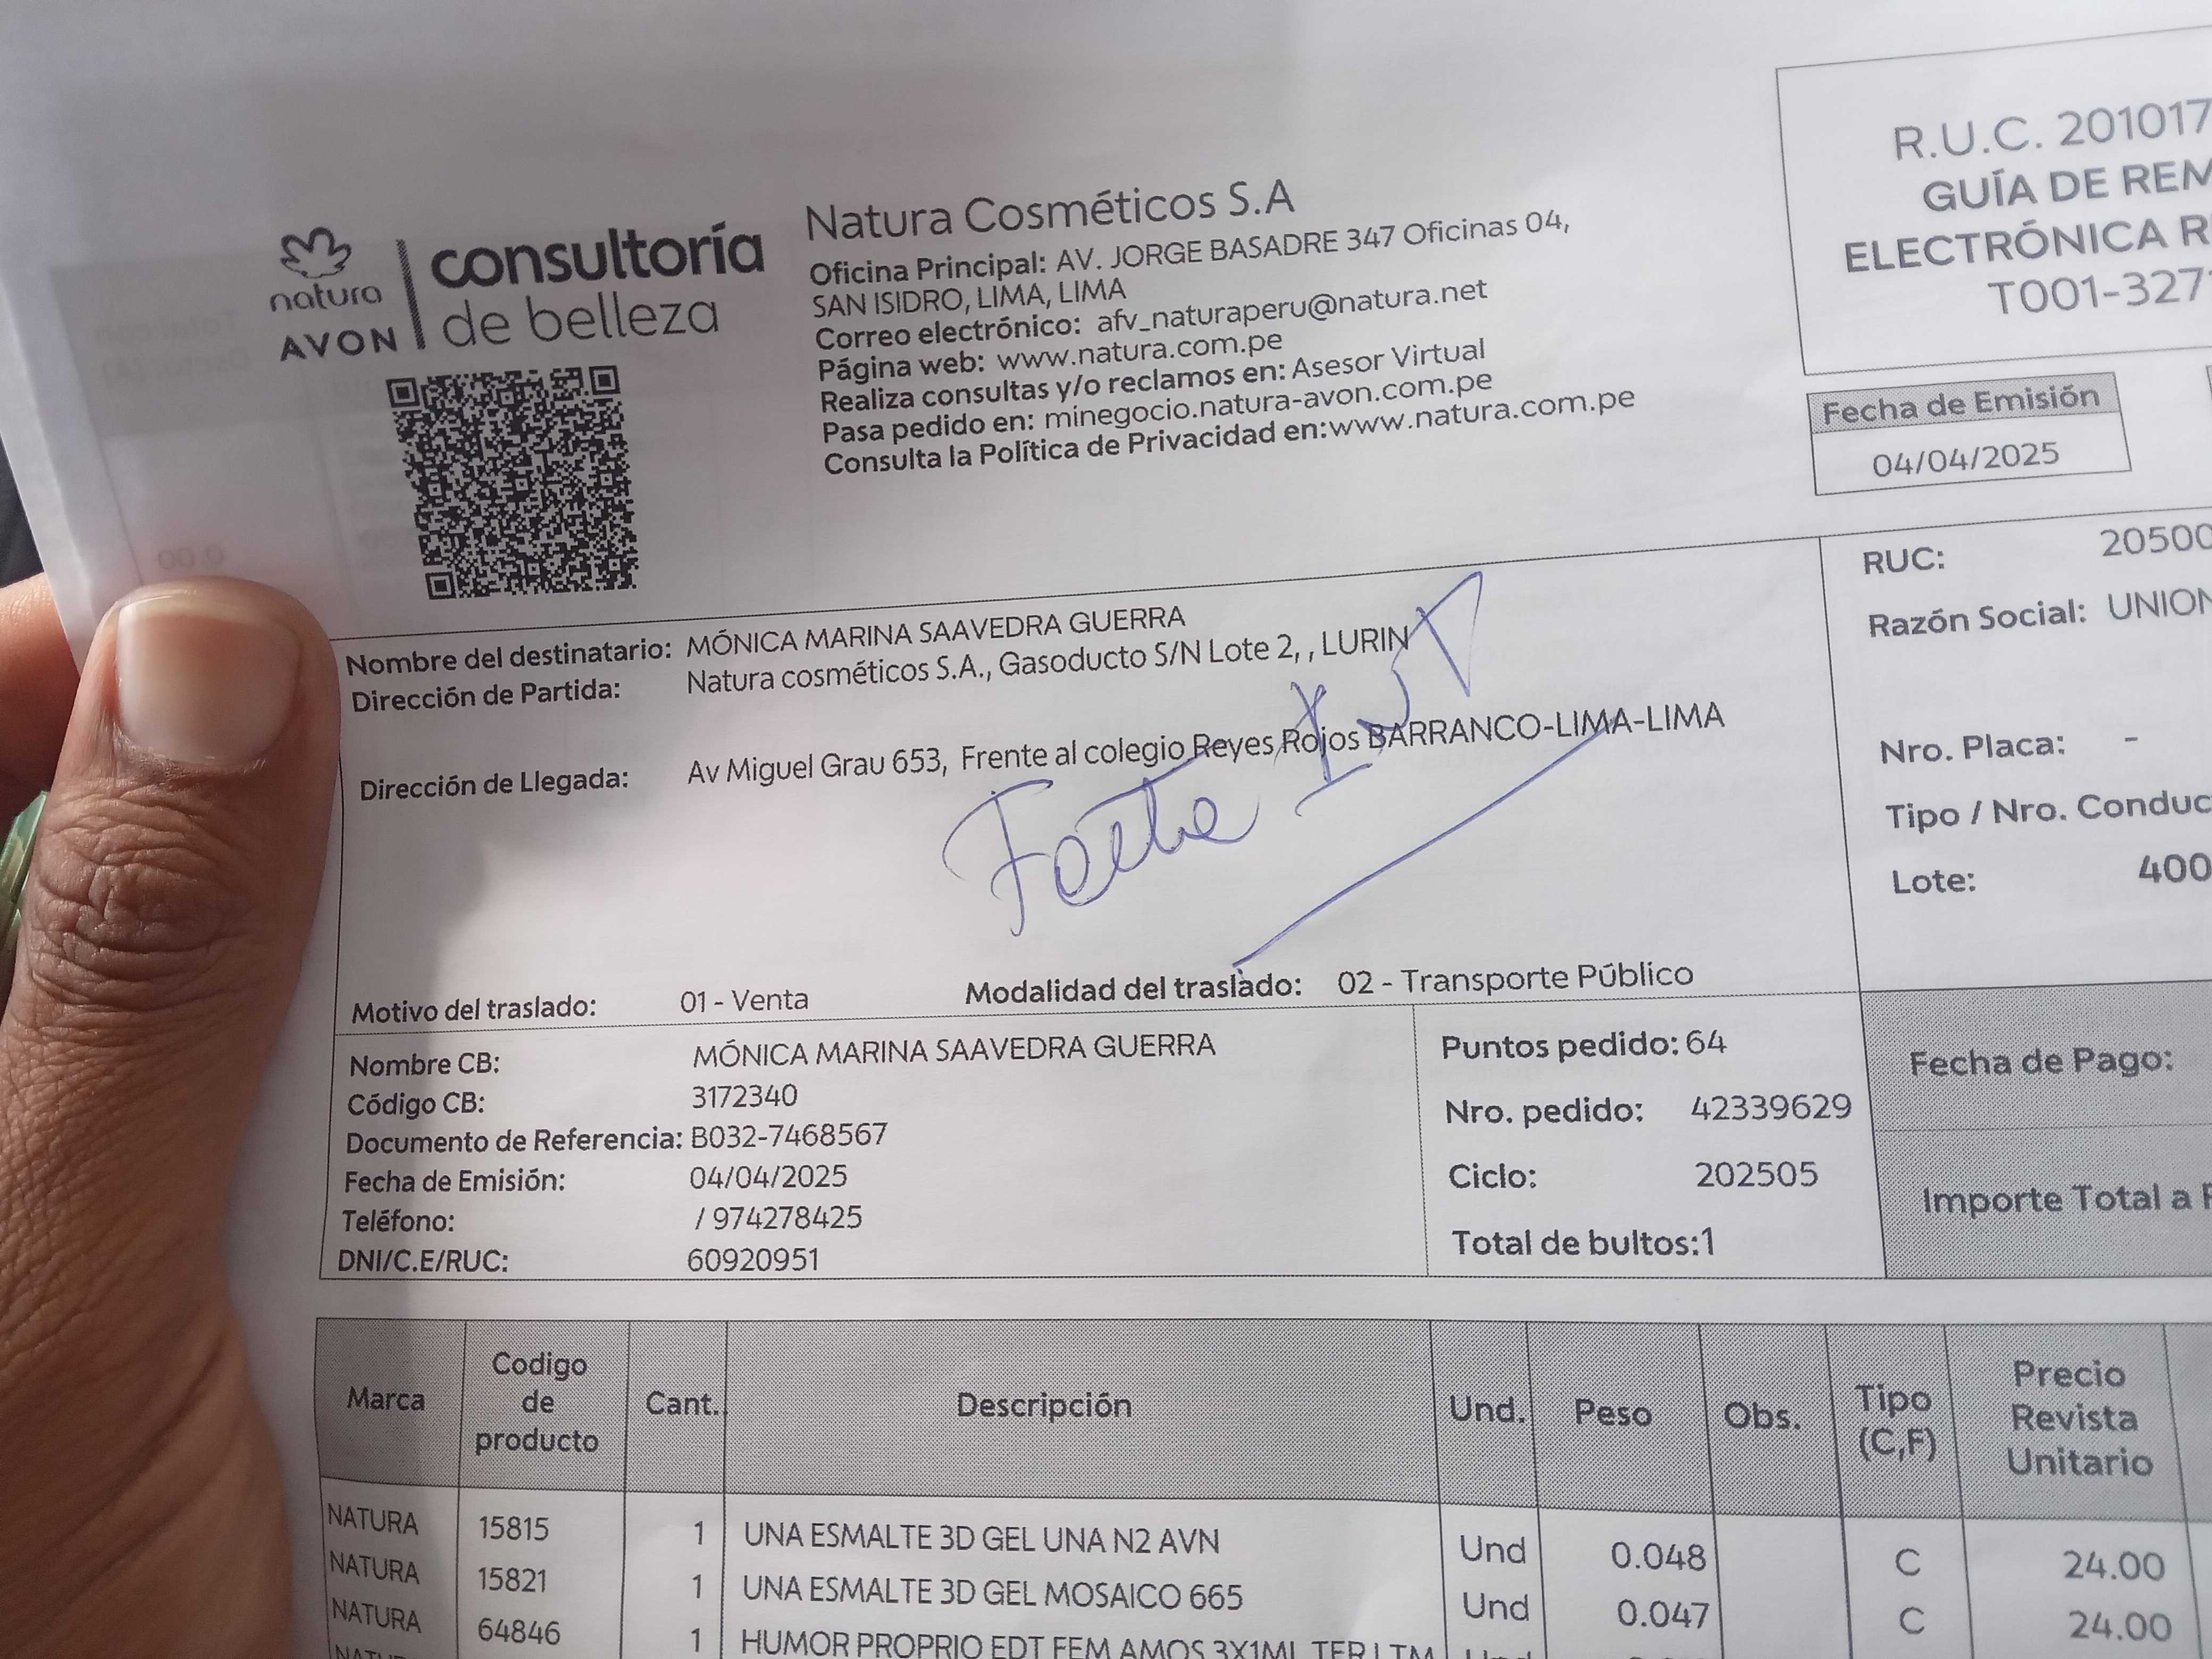 natura
AVON
consultoría
de belleza
Natura Cosméticos S.A
Oficina Principal: AV. JORGE BASADRE 347 Oficinas 04,
SAN ISIDRO, LIMA, LIMA
Correo electrónico: afv_naturaperu@natura.net
Página web: www.natura.com.pe
Realiza consultas y/o reclamos en: Asesor Virtual
Pasa pedido en: minegocio.natura-avon.com.pe
Consulta la Política de Privacidad en:www.natura.com.pe
R.U.C. 201017
GUÍA DE REM
ELECTRÓNICA R
T001-327
Fecha de Emisión
04/04/2025
Nombre del destinatario: MÓNICA MARINA SAAVEDRA GUERRA
Dirección de Partida: Natura cosméticos S.A., Gasoducto S/N Lote 2, , LURIN
Dirección de Llegada: Av Miguel Grau 653, Frente al colegio Reyes Rojos BARRANCO-LIMA-LIMA
Motivo del traslado: 01 - Venta Modalidad del traslado: 02 - Transporte Público
RUC: 20500
Razón Social: UNION
Nro. Placa: -
Tipo / Nro. Conduc
Lote: 400
Nombre CB: MÓNICA MARINA SAAVEDRA GUERRA
Código CB: 3172340
Documento de Referencia: B032-7468567
Fecha de Emisión: 04/04/2025
Teléfono: / 974278425
DNI/C.E/RUC: 60920951
Puntos pedido: 64
Nro. pedido: 42339629
Ciclo: 202505
Total de bultos:1
Fecha de Pago:
Importe Total a
Marca Codigo de producto Cant. Descripción Und. Peso Obs. Tipo (C,F) Precio Revista Unitario
NATURA 15815 1 UNA ESMALTE 3D GEL UNA N2 AVN Und 0.048 C 24.00
NATURA 15821 1 UNA ESMALTE 3D GEL MOSAICO 665 Und 0.047 C 24.00
NATURA 64846 1 HUMOR PROPRIO EDT FEM AMOS 3X1ML TER LTM